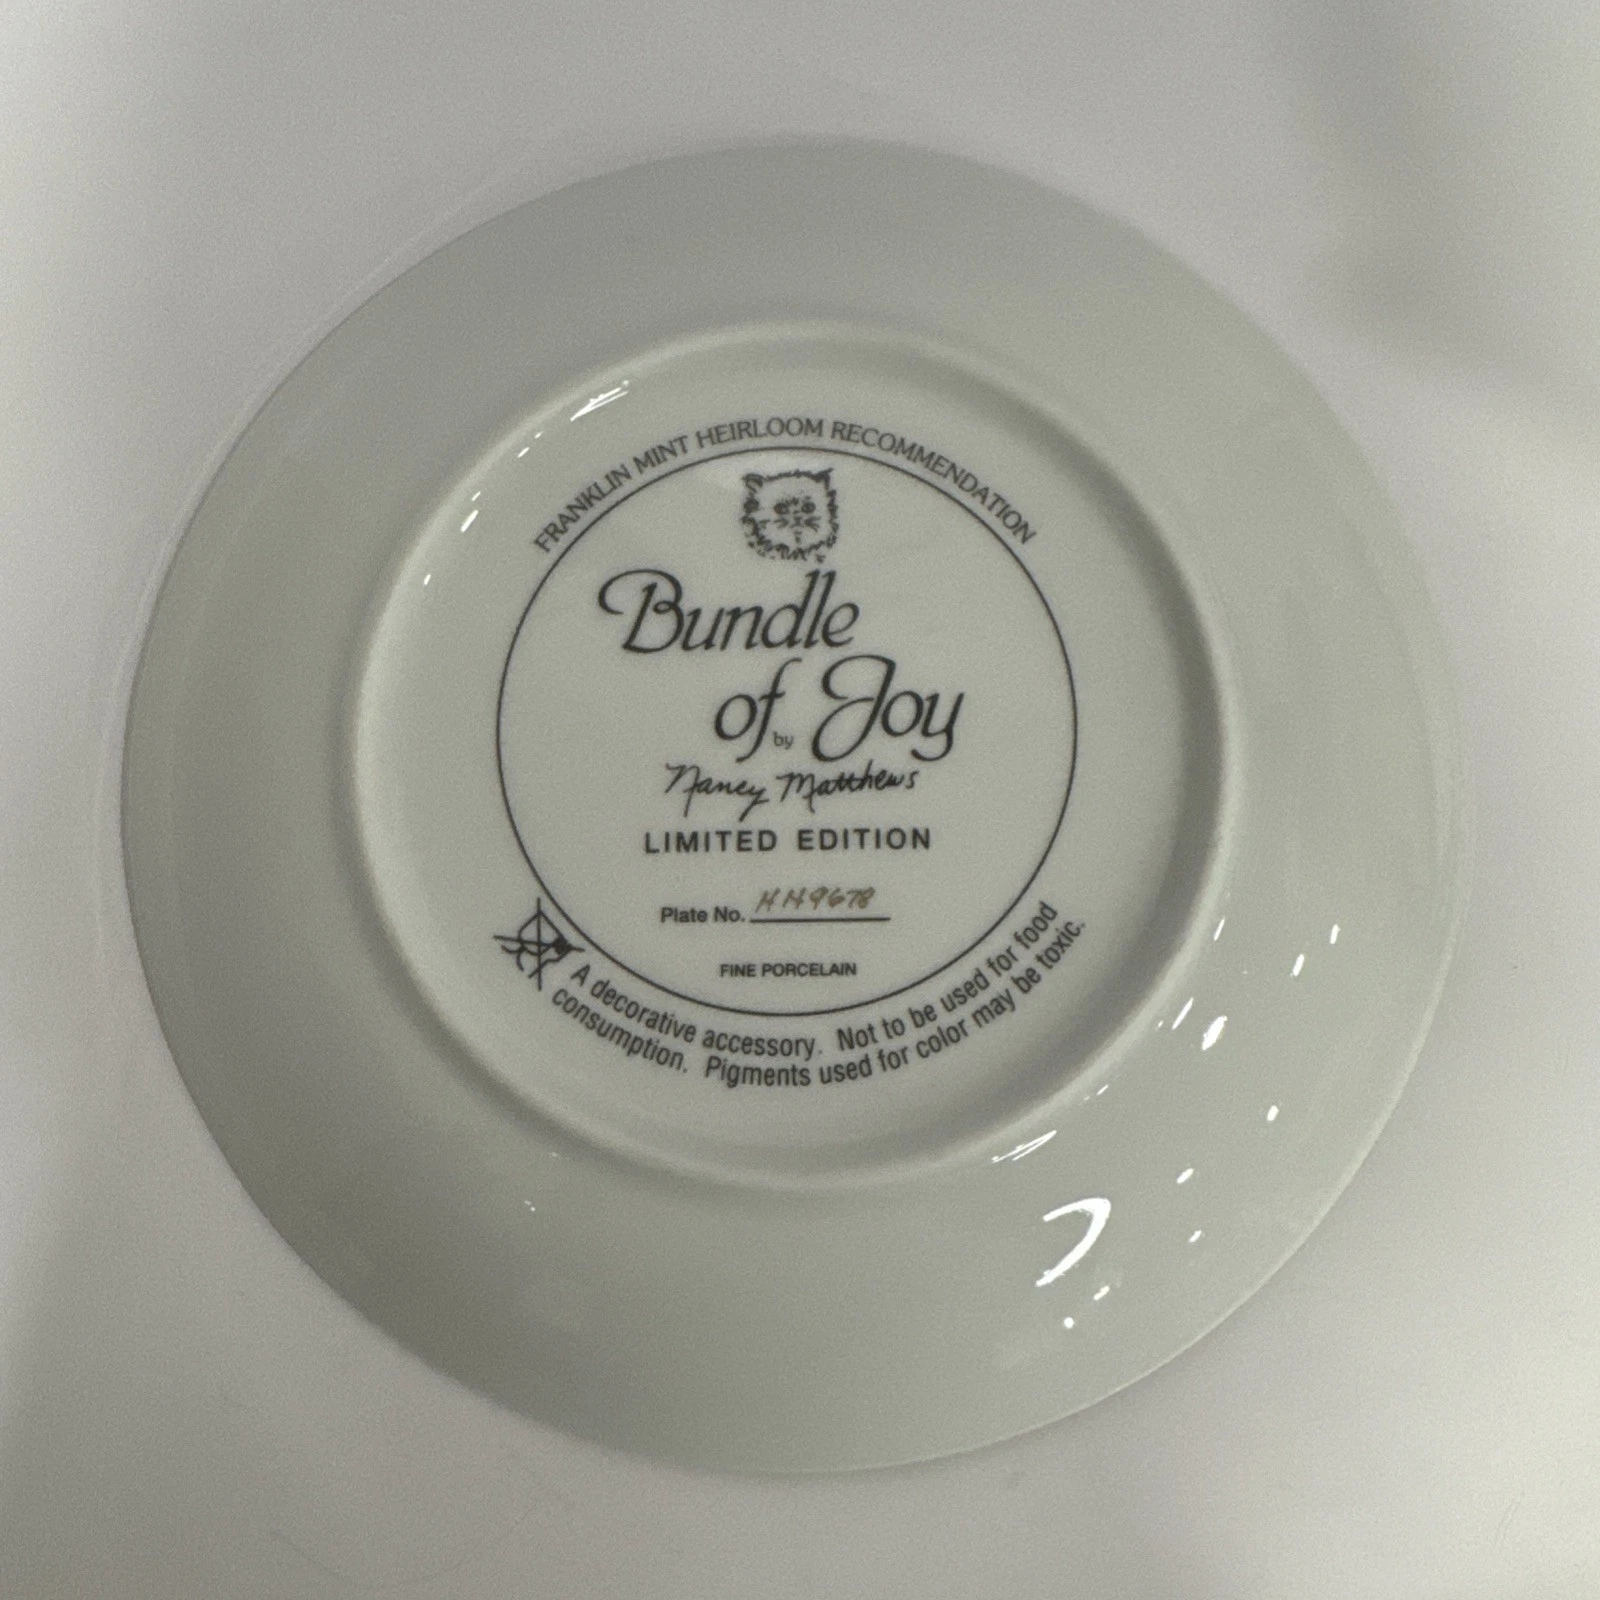 FRANKLIN MINT HEIRLOOM RECOMMENDATION
Bundle
of Joy
by
Nancy Matthews
LIMITED EDITION
Plate No. HH9678
FINE PORCELAIN
A decorative accessory. Not to be used for food
consumption. Pigments used for color may be toxic.